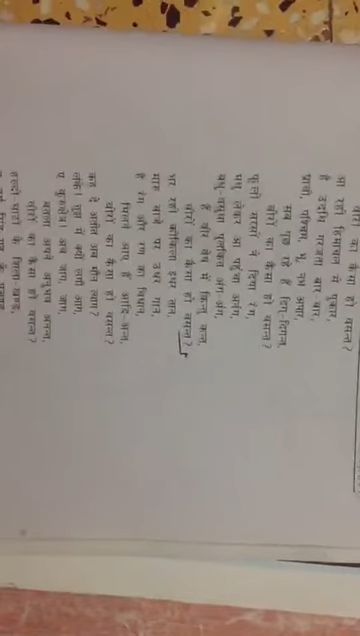 वीरों का कैसा हो वसन्त?
आ रही हिमाचल से पुकार,
है उदधि गरजता बार बार,
प्राची, पश्चिम, भू, नभ अपार,
सब पूछ रहे हैं दिग्-दिगन्त,
वीरों का कैसा हो वसन्त?
फूली सरसों ने दिया रंग,
मधु लेकर आ पहुंचा अनंग,
वधु-वसुधा पुलकित अंग-अंग,
हैं वीर वेष में किन्तु कन्त,
वीरों का कैसा हो वसन्त?
भर रही कोकिला इधर तान,
मारु बाजे पर उधर गान,
है रंग और रण का विधान,
मिलने आए हैं आदि-अन्त,
वीरों का कैसा हो वसन्त?
कह दे अतीत अब मौन त्याग?
लंके। तुझ में क्यों लगी आग,
ए कुरुक्षेत्र। अब जाग, जाग,
बतला अपने अनुभव अनन्त,
वीरों का कैसा हो वसन्त?
हल्दी घाटी के शिला-खण्ड,